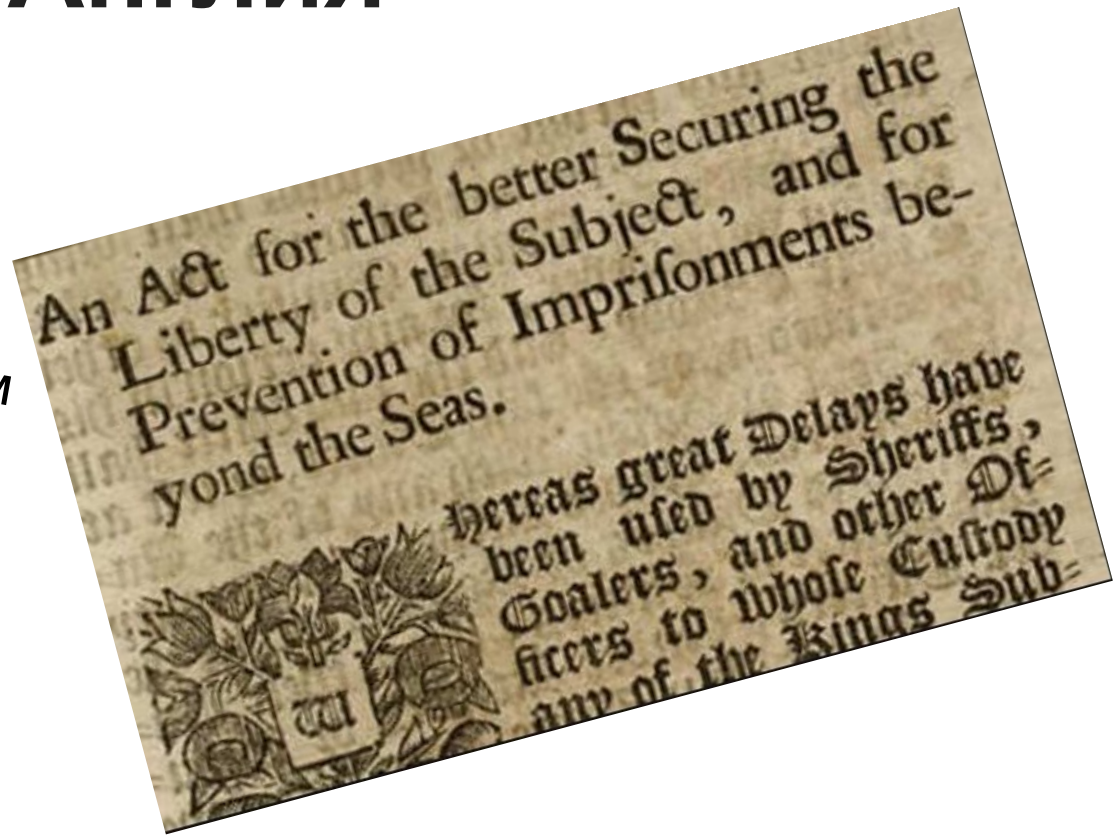 Англия
и
An Act for the better Securing the
Liberty of the Subject, and for
Prevention of Impriſonments be-
yond the Seas.
Whereas great Delays have
been uſed by Sheriffs,
Goalers, and other Of=
ficers to whoſe Cuſtody
any of the Kings Sub=